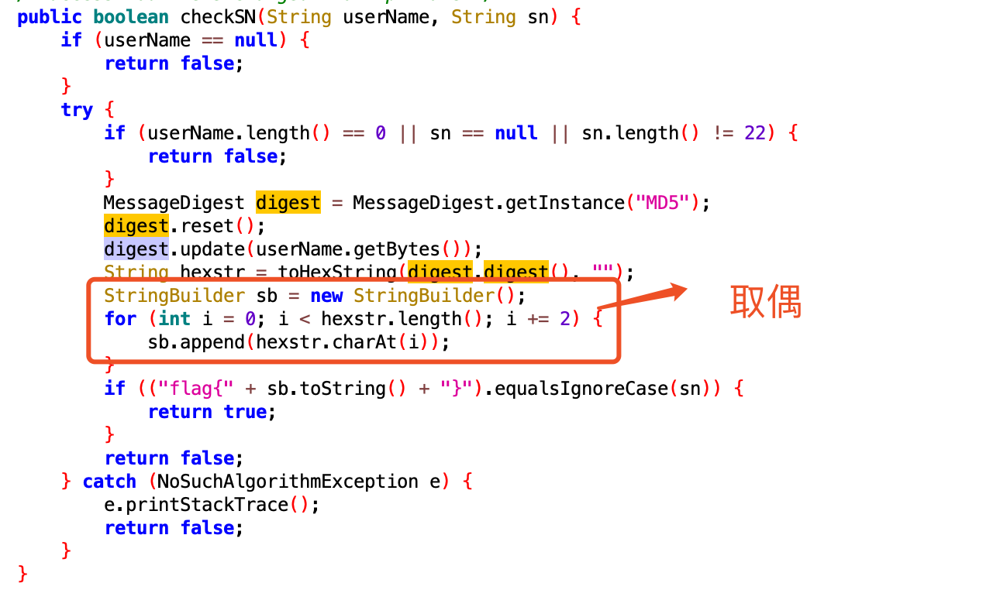 public boolean checkSN(String userName, String sn) {
    if (userName == null) {
        return false;
    }
    try {
        if (userName.length() == 0 || sn == null || sn.length() != 22) {
            return false;
        }
        MessageDigest digest = MessageDigest.getInstance("MD5");
        digest.reset();
        digest.update(userName.getBytes());
        String hexstr = toHexString(digest.digest(), "");
        StringBuilder sb = new StringBuilder();
        for (int i = 0; i < hexstr.length(); i += 2) {
            sb.append(hexstr.charAt(i));
        }
        if (("flag{" + sb.toString() + "}").equalsIgnoreCase(sn)) {
            return true;
        }
        return false;
    } catch (NoSuchAlgorithmException e) {
        e.printStackTrace();
        return false;
    }
}
取偶